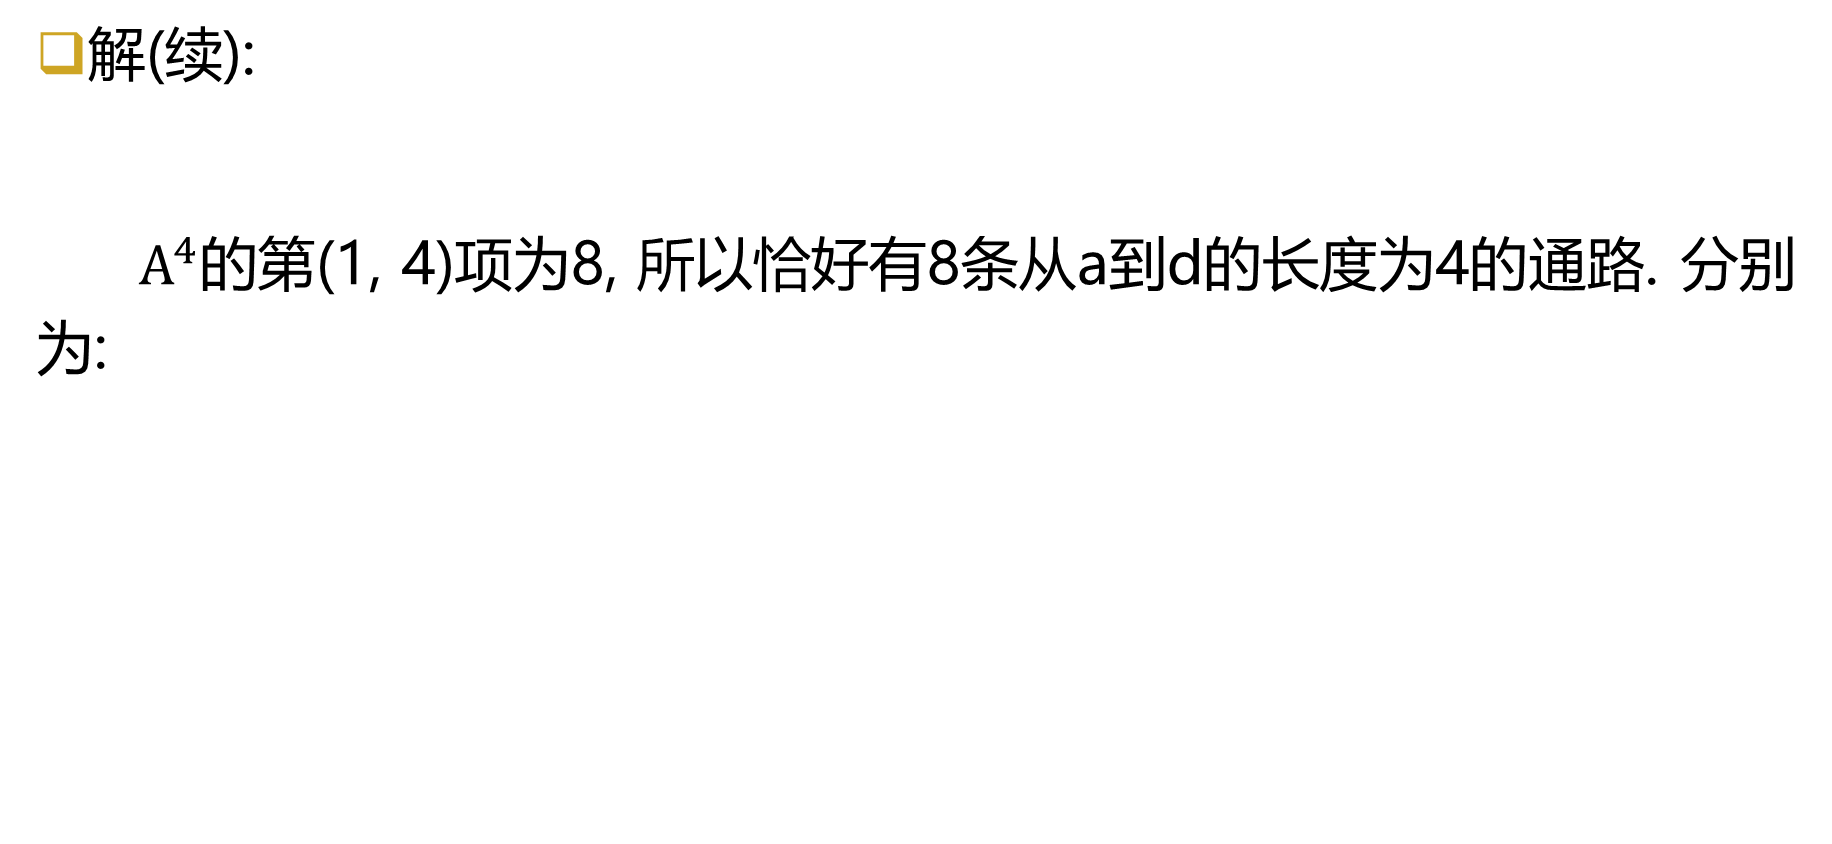 ❑解(续):
A⁴的第(1, 4)项为8, 所以恰好有8条从a到d的长度为4的通路. 分别
为: